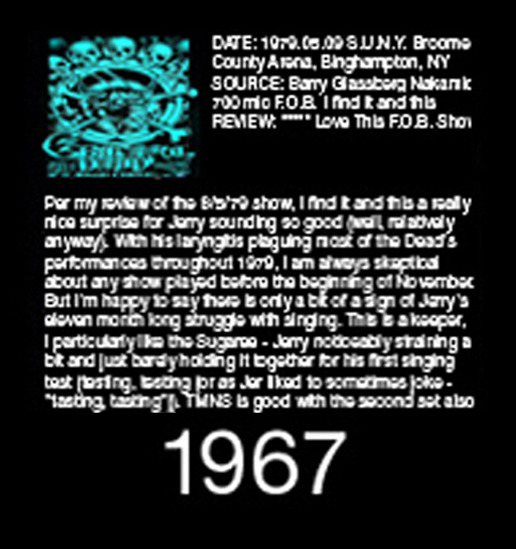 DATE: 1979.05.09 S.U.N.Y. Broome
County Arena, Binghampton, NY
SOURCE: Barry Glassberg Nakamic
700 mic F.O.B. I find it and this
REVIEW: ***** Love This F.O.B. Show
Per my review of the show, I find it and this a really
nice surprise for Jerry sounding so good (well, relatively
anyway). With his laryngitis plaguing most of the Dead's
performances throughout 1979, I am always skeptical
about any show played before the beginning of November.
But I'm happy to say there is only a bit of a sign of Jerry's
eleven month long struggle with singing. This is a keeper,
I particularly like the Sugaree - Jerry noticeably straining a
bit and just barely holding it together for his first singing
test [testing, testing [or as Jer liked to sometimes joke -
"tasting, tasting"]]. TMNS is good with the second set also
1967